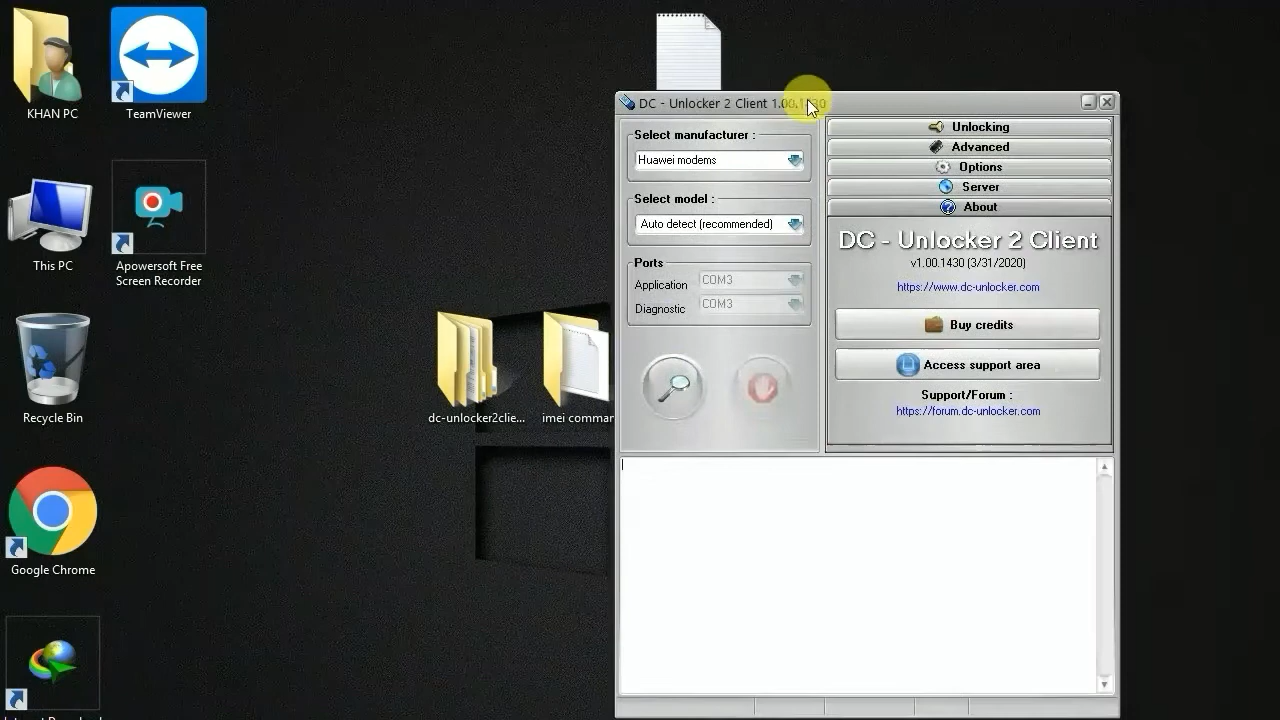 KHAN PC
TeamViewer
This PC
Apowersoft Free
Screen Recorder
Recycle Bin
Google Chrome
dc-unlocker2clie...
imei comman
DC - Unlocker 2 Client 1.00.1430
Select manufacturer :
Huawei modems
Select model :
Auto detect (recommended)
Ports
Application
COM3
Diagnostic
COM3
Unlocking
Advanced
Options
Server
About
DC - Unlocker 2 Client
v1.00.1430 (3/31/2020)
https://www.dc-unlocker.com
Buy credits
Access support area
Support/Forum :
https://forum.dc-unlocker.com